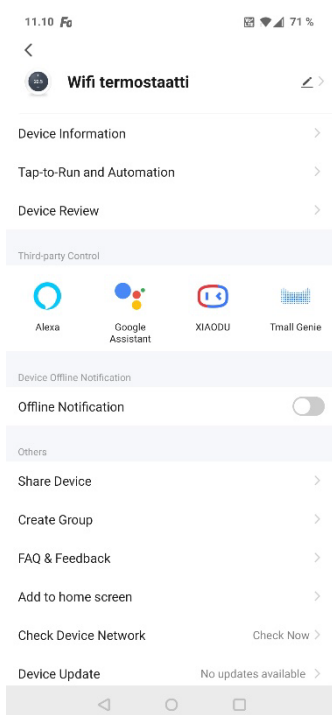 11.10 Fo 71 %
Wifi termostaatti
Device Information
Tap-to-Run and Automation
Device Review
Third-party Control
Alexa
Google
Assistant
XIAODU
Tmall Genie
Device Offline Notification
Offline Notification
Others
Share Device
Create Group
FAQ & Feedback
Add to home screen
Check Device Network Check Now
Device Update No updates available